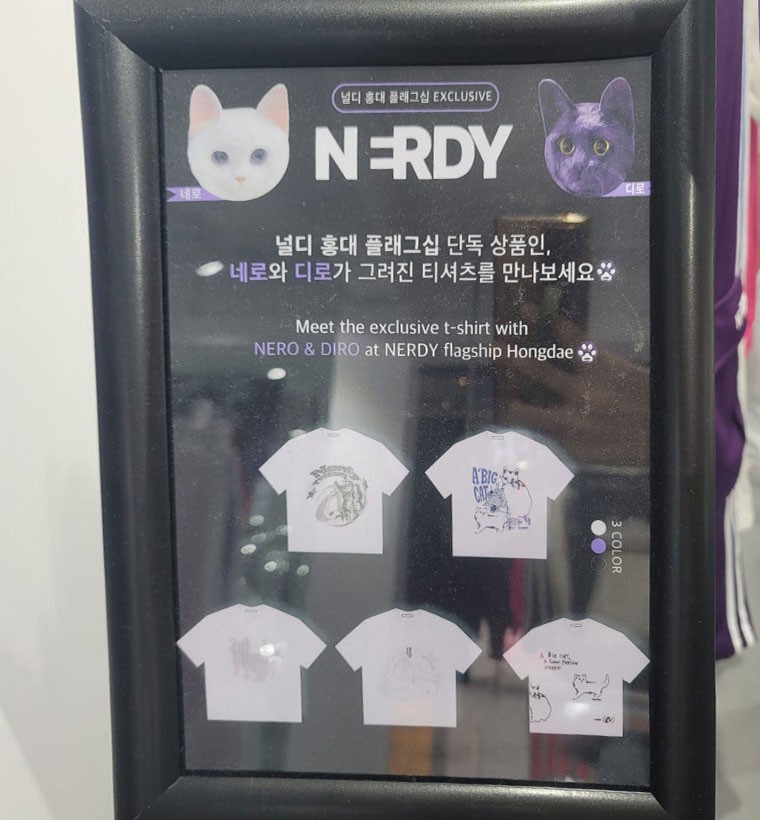 널디 홍대 플래그십 EXCLUSIVE
NERDY
네로
디로
널디 홍대 플래그십 단독 상품인,
네로와 디로가 그려진 티셔츠를 만나보세요
Meet the exclusive t-shirt with
NERO & DIRO at NERDY flagship Hongdae
A BIG
CAT
3 COLOR